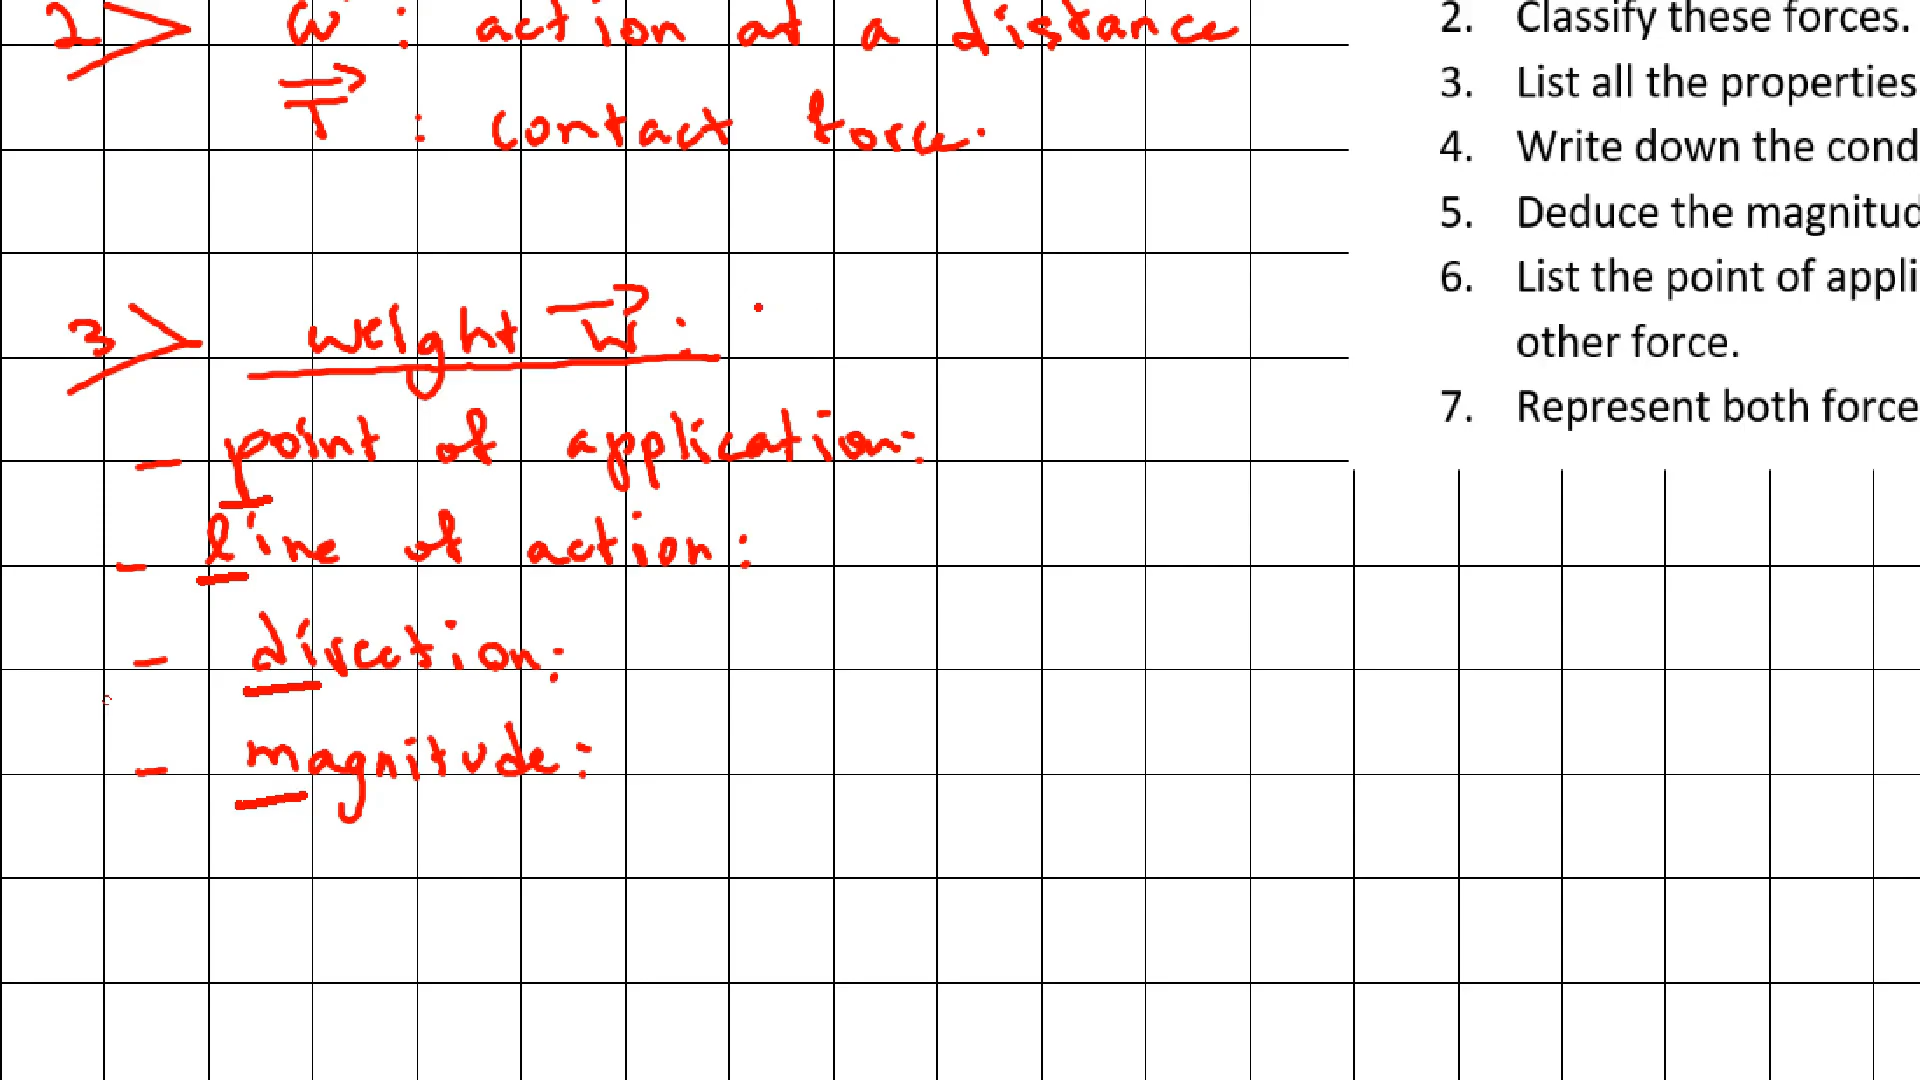 2> W : action at a distance
T : contact force.
3> weight W :
- point of application:
- line of action:
- direction:
- magnitude:
2. Classify these forces.
3. List all the properties
4. Write down the cond
5. Deduce the magnitud
6. List the point of appli
other force.
7. Represent both force